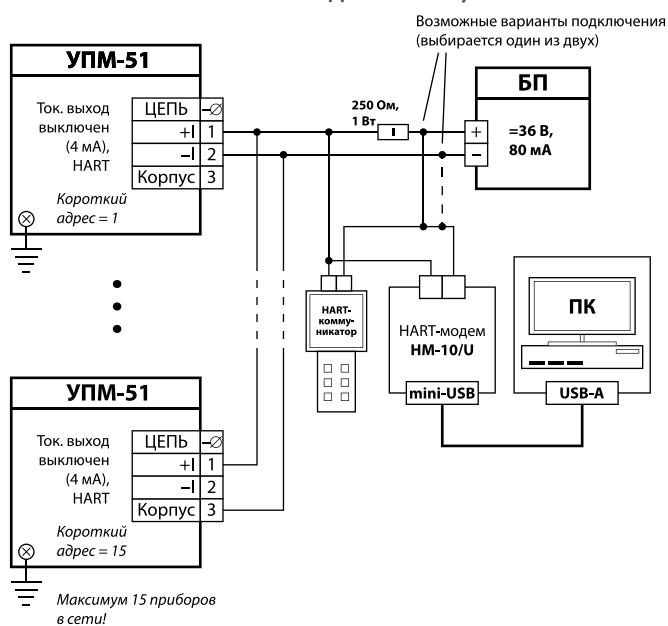 Возможные варианты подключения
(выбирается один из двух)
УПМ-51
Ток. выход
выключен
(4 мА),
HART
ЦЕПЬ
+I 1
–I 2
Корпус 3
Короткий
адрес = 1
250 Ом,
1 Вт
БП
+
–
=36 В,
80 мА
HART-
комму-
никатор
HART-модем
HM-10/U
mini-USB
ПК
USB-A
УПМ-51
Ток. выход
выключен
(4 мА),
HART
ЦЕПЬ
+I 1
–I 2
Корпус 3
Короткий
адрес = 15
Максимум 15 приборов
в сети!